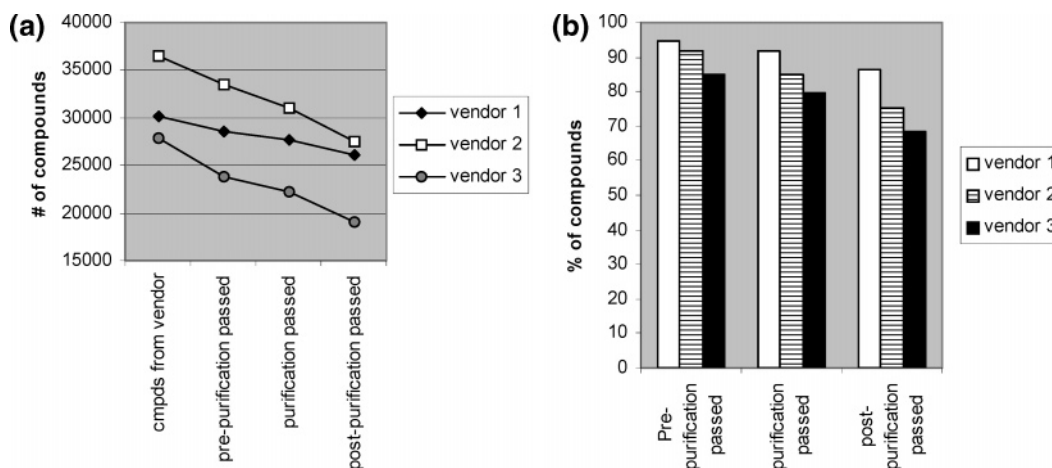 (a)
40000
35000
30000
25000
20000
15000
# of compounds
cmpds from vendor
pre-purification passed
purification passed
post-purification passed
vendor 1
vendor 2
vendor 3
(b)
100
90
80
70
60
50
40
30
20
10
0
% of compounds
Pre-
purification
passed
purification
passed
post-
purification
passed
vendor 1
vendor 2
vendor 3